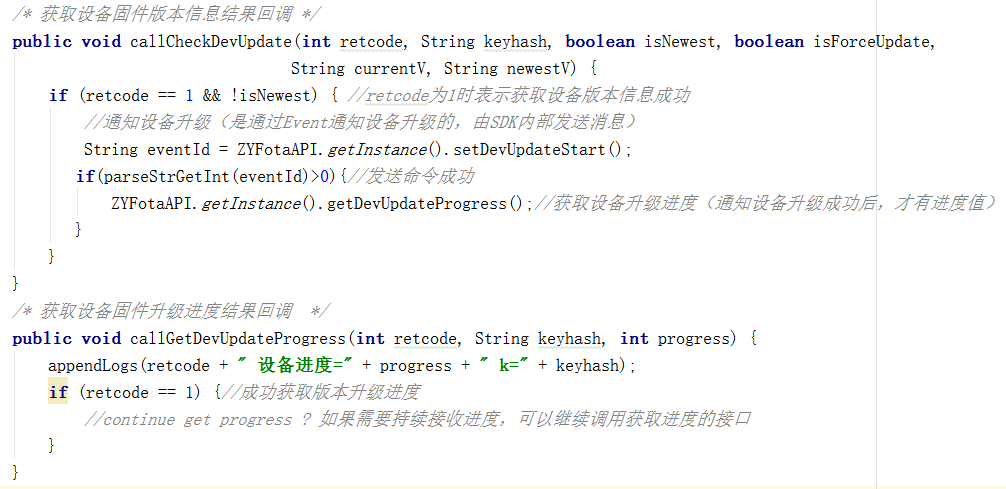 /* 获取设备固件版本信息结果回调 */
public void callCheckDevUpdate(int retcode, String keyhash, boolean isNewest, boolean isForceUpdate,
String currentV, String newestV) {
if (retcode == 1 && !isNewest) { //retcode为1时表示获取设备版本信息成功
//通知设备升级（是通过Event通知设备升级的，由SDK内部发送消息）
String eventId = ZYFotaAPI.getInstance().setDevUpdateStart();
if(parseStrGetInt(eventId)>0){//发送命令成功
ZYFotaAPI.getInstance().getDevUpdateProgress();//获取设备升级进度（通知设备升级成功后，才有进度值）
}
}
}
/* 获取设备固件升级进度结果回调  */
public void callGetDevUpdateProgress(int retcode, String keyhash, int progress) {
appendLogs(retcode + " 设备进度=" + progress + " k=" + keyhash);
if (retcode == 1) {//成功获取版本升级进度
//continue get progress ? 如果需要持续接收进度，可以继续调用获取进度的接口
}
}